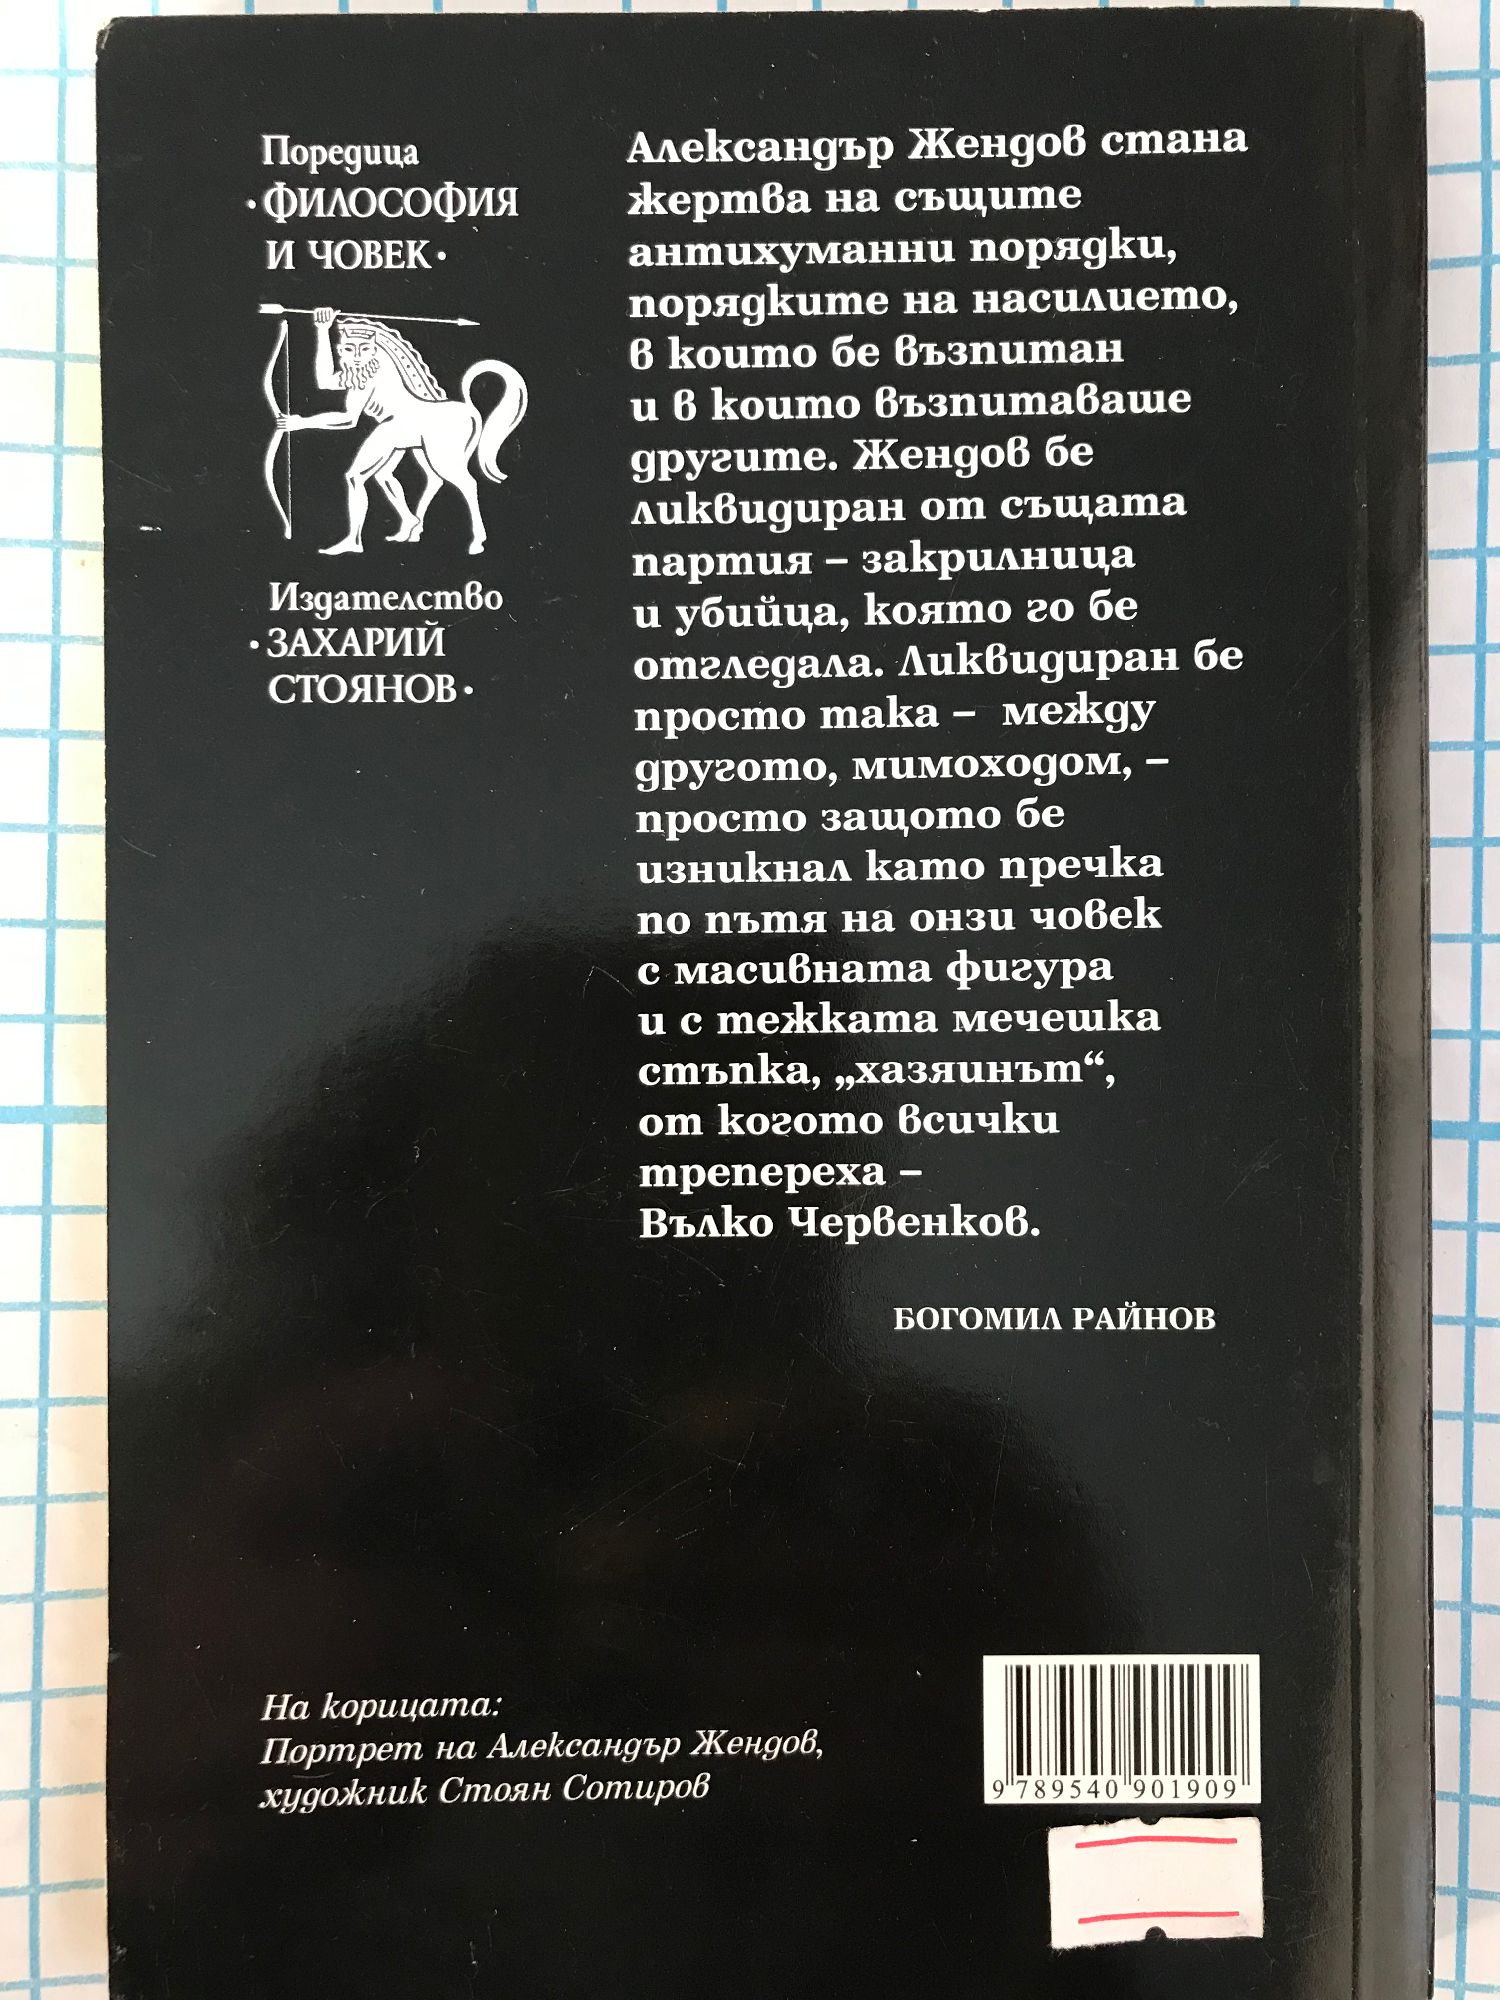 Поредица
·ФИЛОСОФИЯ
И ЧОВЕК·
Издателство
·ЗАХАРИЙ
СТОЯНОВ·
Александър Жендов стана
жертва на същите
антихуманни порядки,
порядките на насилието,
в които бе възпитан
и в които възпитаваше
другите. Жендов бе
ликвидиран от същата
партия – закрилница
и убийца, която го бе
отгледала. Ликвидиран бе
просто така – между
другото, мимоходом, –
просто защото бе
изникнал като пречка
по пътя на онзи човек
с масивната фигура
и с тежката мечешка
стъпка, „хазяинът“,
от когото всички
трепереха –
Вълко Червенков.
БОГОМИЛ РАЙНОВ
На корицата:
Портрет на Александър Жендов,
художник Стоян Сотиров
9 789540 901909